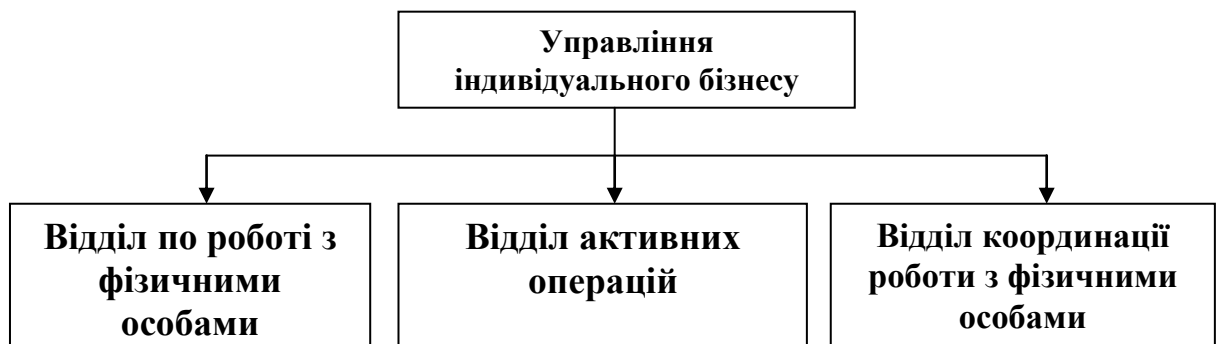 Управління
індивідуального бізнесу
Відділ по роботі з
фізичними
особами
Відділ активних
операцій
Відділ координації
роботи з фізичними
особами